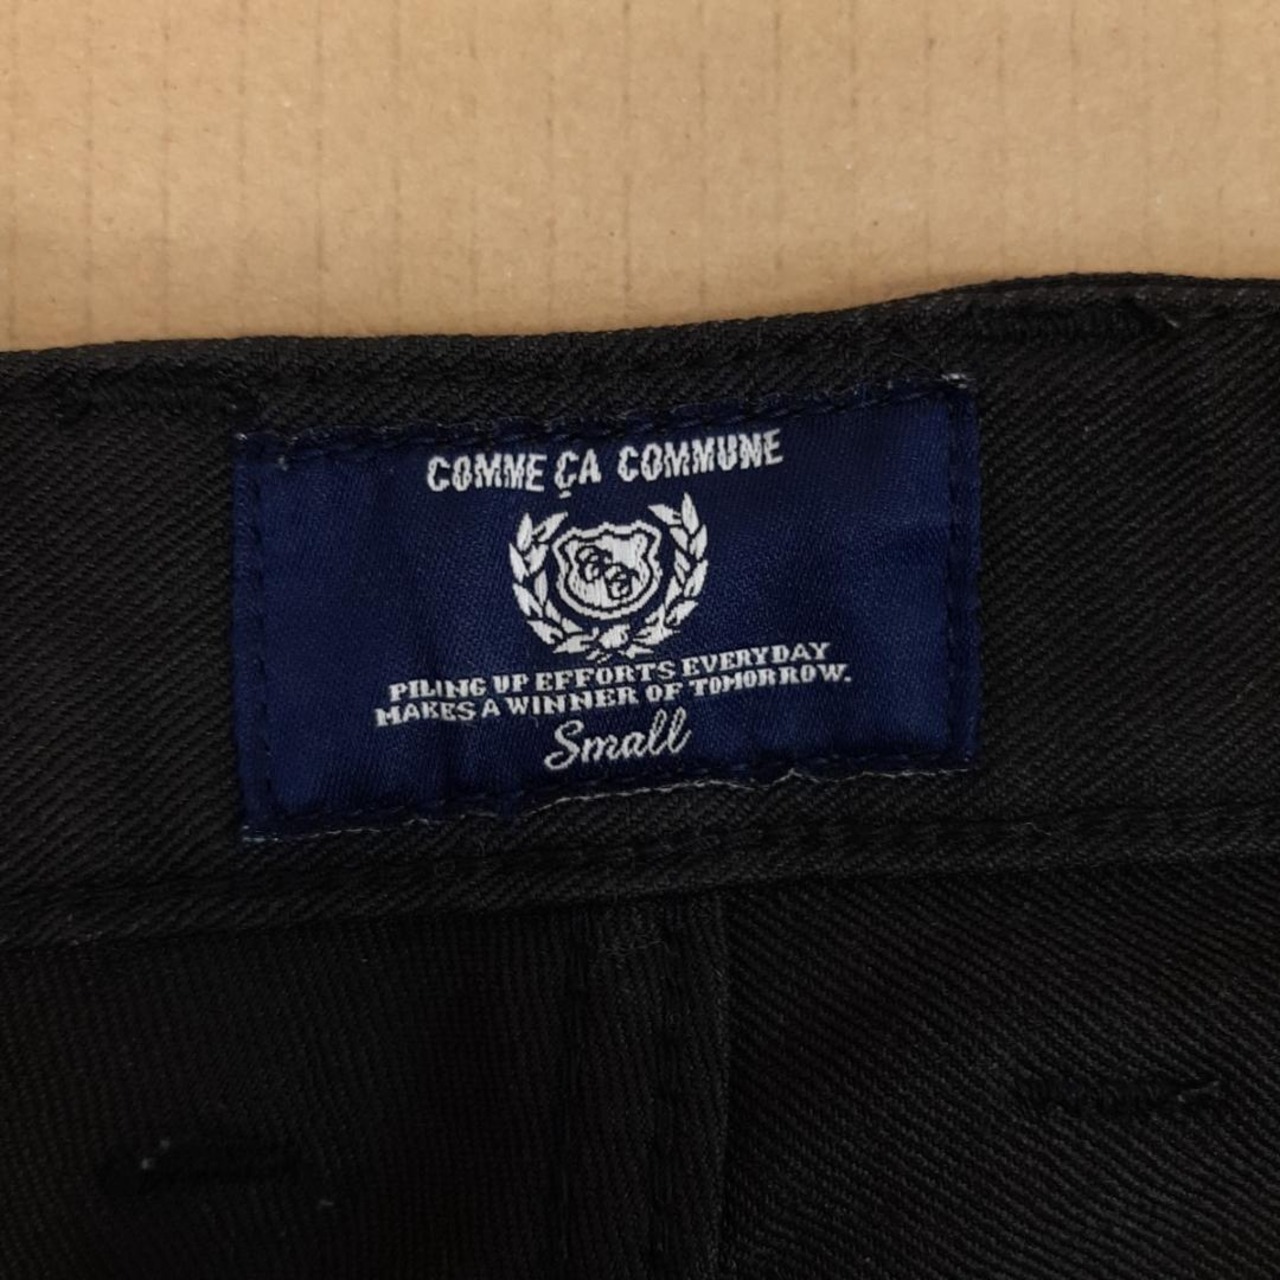 COMME ÇA COMMUNE
PILING UP EFFORTS EVERYDAY
MAKES A WINNER OF TOMORROW.
Small